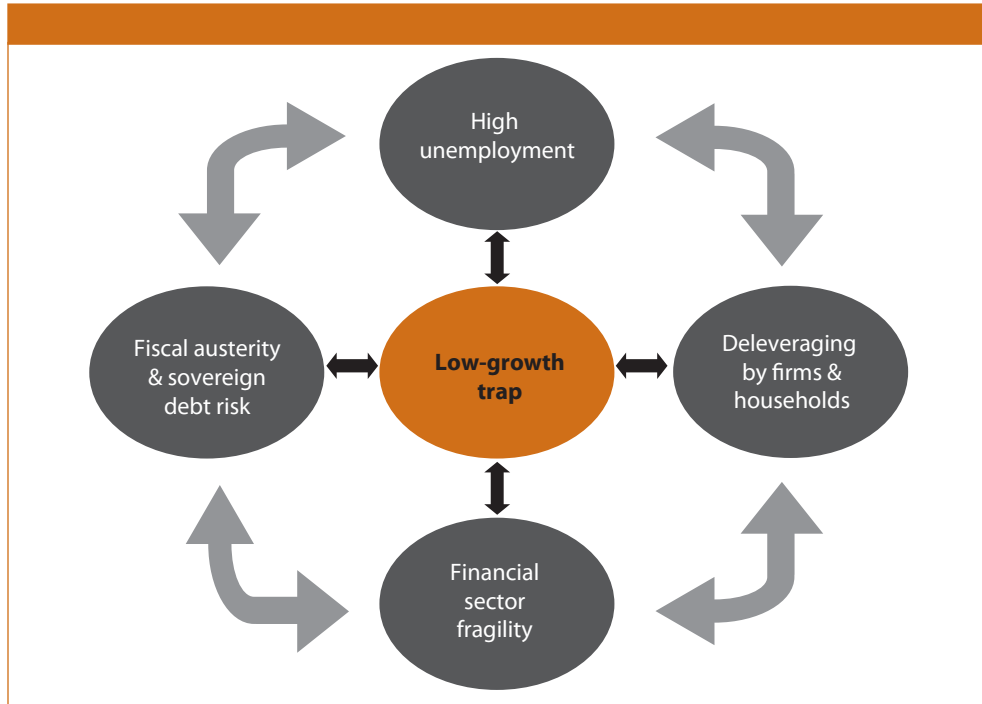 High
unemployment
Fiscal austerity
& sovereign
debt risk
Low-growth
trap
Deleveraging
by firms &
households
Financial
sector
fragility